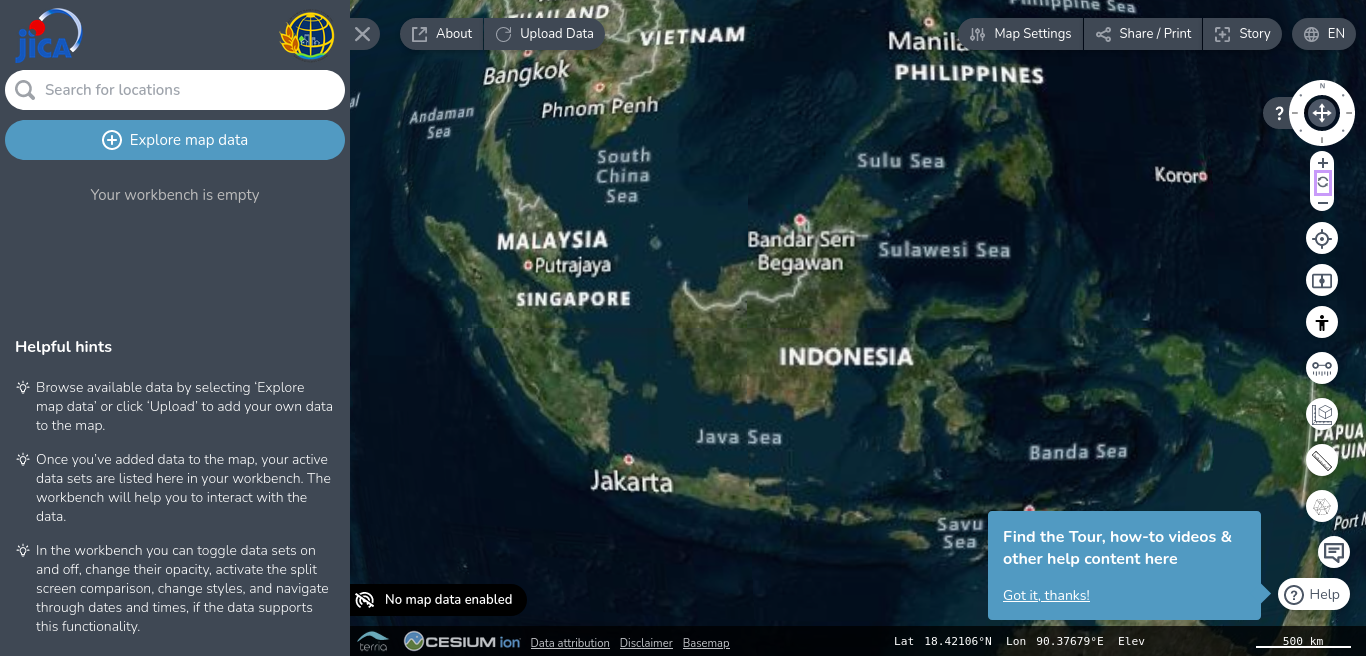 jica
Search for locations
Explore map data
Your workbench is empty
Helpful hints
Browse available data by selecting ‘Explore
map data’ or click ‘Upload’ to add your own data
to the map.
Once you’ve added data to the map, your active
data sets are listed here in your workbench. The
workbench will help you to interact with the
data.
In the workbench you can toggle data sets on
and off, change their opacity, activate the split
screen comparison, change styles, and navigate
through dates and times, if the data supports
this functionality.
About
Upload Data
Map Settings
Share / Print
Story
EN
THAILAND
VIETNAM
Philippine Sea
Manila
PHILIPPINES
Bangkok
Phnom Penh
Andaman
Sea
South
China
Sea
Sulu Sea
Koror
N
?
MALAYSIA
Putrajaya
Bandar Seri
Begawan
Sulawesi Sea
SINGAPORE
INDONESIA
Java Sea
Banda Sea
Jakarta
Savu
Sea
PAPUA
Port
Find the Tour, how-to videos &
other help content here
Got it, thanks!
Help
No map data enabled
terria
CESIUM ion
Data attribution
Disclaimer
Basemap
Lat 18.42106°N Lon 90.37679°E Elev
500 km